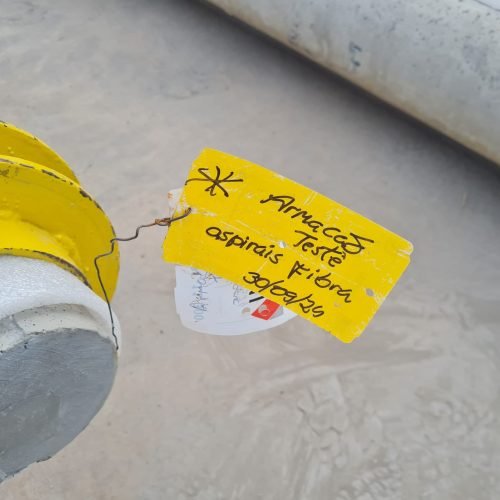 Armação
Teste
aspirais Fibra
30/09/24